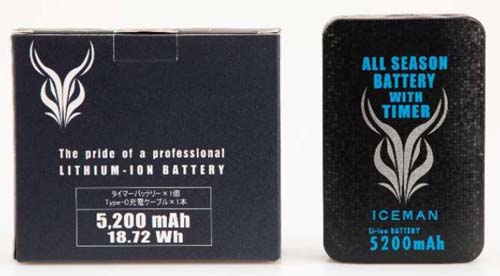 The pride of a professional
LITHIUM-ION BATTERY
タイマーバッテリー×1個
Type-C充電ケーブル×1本
5,200 mAh
18.72 Wh
ALL SEASON
BATTERY
WITH
TIMER
ICEMAN
Li-ion BATTERY
5200mAh